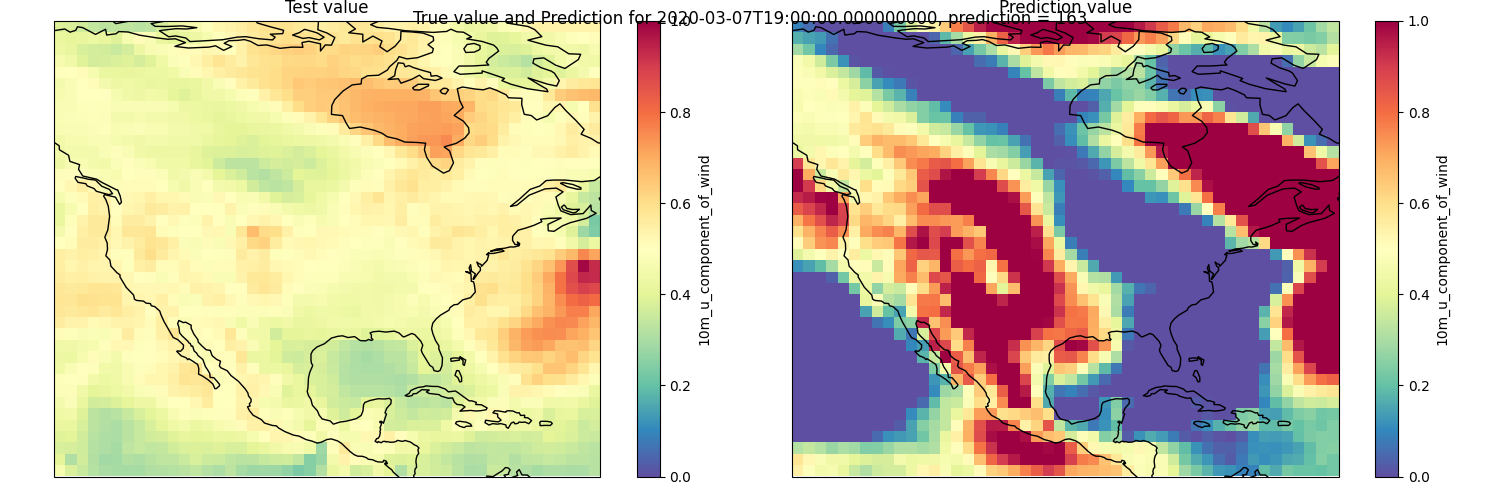 Test value
Prediction value
True value and Prediction for 2020-03-07T19:00:00.000000000, prediction = 163
1.0
0.8
0.6
0.4
0.2
0.0
10m_u_component_of_wind
1.0
0.8
0.6
0.4
0.2
0.0
10m_u_component_of_wind